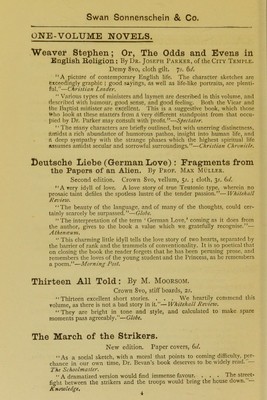 Swan Sonnenschein & Co.
ONE-VOLUME NOVELS.
Weaver Stephen; Or, The Odds and Evens in
English Religion: By DR. JOSEPH PARKER, of the CITY TEMPLE.
Demy 8vo, cloth gilt, 7s. 6d.
"A picture of contemporary English life. The character sketches are
exceedingly graphic; good sayings, as well as life-like portraits, are plenti-
ful."—Christian Leader.
"Various types of ministers and laymen are described in this volume, and
described with humour, good sense, and good feeling. Both the Vicar and
the Baptist minister are excellent. This is a suggestive book, which those
who look at these matters from a very different standpoint from that occu-
pied by Dr. Parker may consult with profit."—Spectator.
"The many characters are briefly outlined, but with unerring distinctness,
amidst a rich abundance of humorous pathos, insight into human life, and
a deep sympathy with the strange phases which the highest spiritual life
assumes amidst secular and unrestful surroundings."—Christian Chronicle.
Deutsche Liebe (German Love): Fragments from
the Papers of an Alien. By PROF. MAX MÜLLER.
Second edition. Crown 8vo, vellum, 5s.; cloth, 3s. 6d.
"A very idyll of love. A love story of true Teutonic type, wherein no
prosaic taint defiles the spotless lustre of the tender passion."—Whitehall
Review.
"The beauty of the language, and of many of the thoughts, could cer-
tainly scarcely be surpassed."—Globe.
"The interpretation of the term 'German Love,' coming as it does from
the author, gives to the book a value which we gratefully recognise."—
Athenæum.
"This charming little idyll tells the love story of two hearts, separated by
the barrier of rank and the trammels of conventionality. It is so poetical that
on closing the book the reader forgets that he has been perusing prose, and
remembers the loves of the young student and the Princess, as he remembers
a poem."—Morning Post.
Thirteen All Told: By M. MOORSOM.
Crown 8vo, stiff boards, 2s.
"Thirteen excellent short stories. . . . We heartily commend this
volume, as there is not a bad story in it."—Whitehall Review.
"They are bright in tone and style, and calculated to make spare
moments pass agreeably."—Globe.
The March of the Strikers.
New edition. Paper covers, 6d.
"As a social sketch, with a moral that points to coming difficulty, per-
chance in our own time, Dr. Bevan's book deserves to be widely read."—
The Schoolmaster.
"A dramatised version would find immense favour. . . . The street-
fight between the strikers and the troops would bring the house down."—
Knowledge.